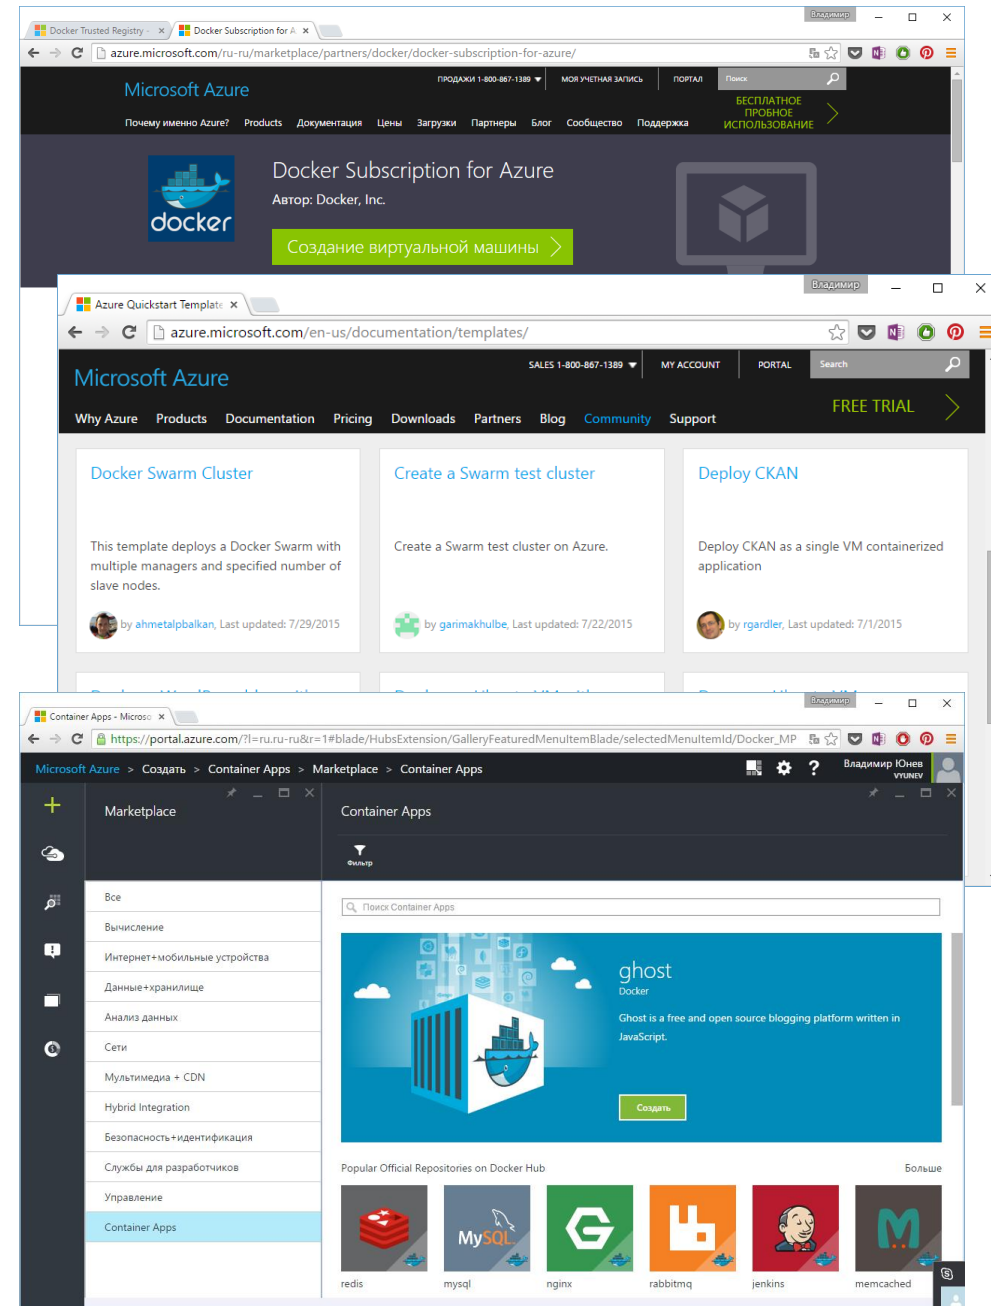 Владимир
Docker Trusted Registry -
Docker Subscription for A
azure.microsoft.com/ru-ru/marketplace/partners/docker/docker-subscription-for-azure/
Microsoft Azure
ПРОДАЖИ 1-800-867-1389
МОЯ УЧЕТНАЯ ЗАПИСЬ
ПОРТАЛ
Поиск
БЕСПЛАТНОЕ
ПРОБНОЕ
ИСПОЛЬЗОВАНИЕ
Почему именно Azure? Products Документация Цены Загрузки Партнеры Блог Сообщество Поддержка
docker
Docker Subscription for Azure
Автор: Docker, Inc.
Создание виртуальной машины
Владимир
Azure Quickstart Template
azure.microsoft.com/en-us/documentation/templates/
Microsoft Azure
SALES 1-800-867-1389
MY ACCOUNT
PORTAL
Search
FREE TRIAL
Why Azure Products Documentation Pricing Downloads Partners Blog Community Support
Docker Swarm Cluster
This template deploys a Docker Swarm with
multiple managers and specified number of
slave nodes.
by ahmetalpbalkan, Last updated: 7/29/2015
Create a Swarm test cluster
Create a Swarm test cluster on Azure.
by garimakhulbe, Last updated: 7/22/2015
Deploy CKAN
Deploy CKAN as a single VM containerized
application
by rgardler, Last updated: 7/1/2015
Владимир
Container Apps - Microso
https://portal.azure.com/?l=ru.ru-ru&r=1#blade/HubsExtension/GalleryFeaturedMenuItemBlade/selectedMenuItemId/Docker_MP
Microsoft Azure > Создать > Container Apps > Marketplace > Container Apps
Владимир Юнев
VYUNEV
Marketplace
Все
Вычисление
Интернет+мобильные устройства
Данные+хранилище
Анализ данных
Сети
Мультимедиа + CDN
Hybrid Integration
Безопасность+идентификация
Службы для разработчиков
Управление
Container Apps
Container Apps
Фильтр
Поиск Container Apps
ghost
Docker
Ghost is a free and open source blogging platform written in
JavaScript.
Создать
Popular Official Repositories on Docker Hub
Больше
MySQL
redis
mysql
nginx
rabbitmq
jenkins
memcached